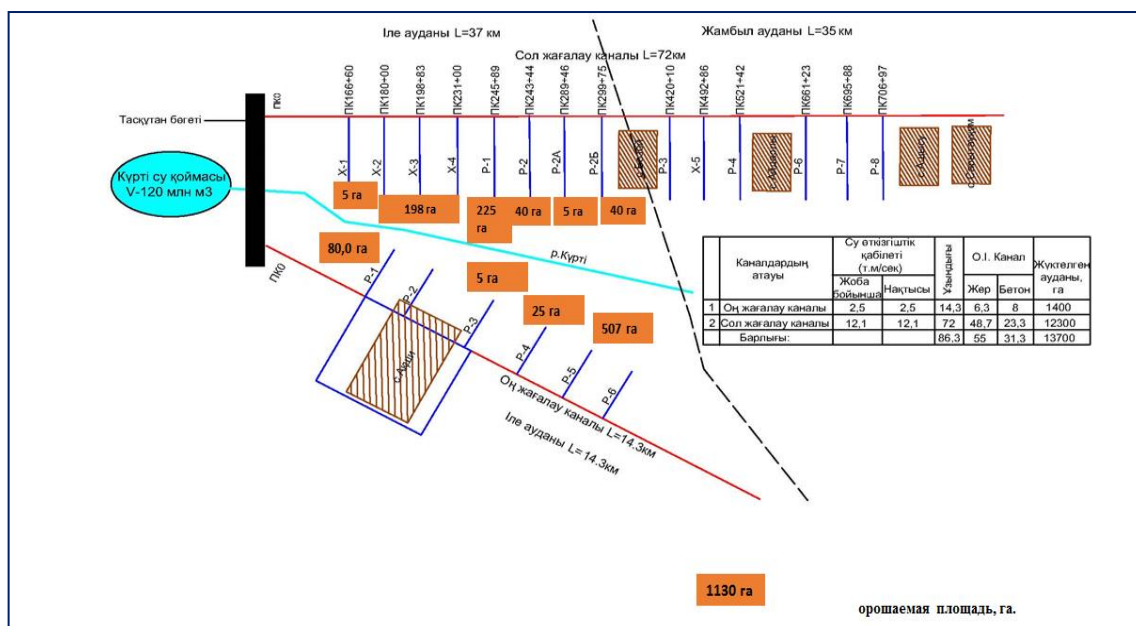 Іле ауданы L=37 км
Жамбыл ауданы L=35 км
Сол жағалау каналы L=72км
ПК0
ПК166+60
ПК180+00
ПК198+83
ПК231+00
ПК245+89
ПК243+44
ПК289+46
ПК299+75
ПК420+10
ПК492+86
ПК521+42
ПК661+23
ПК695+88
ПК706+97
Тасқұтан бөгеті
Х-1
Х-2
Х-3
Х-4
Р-1
Р-2
Р-2А
Р-2Б
Р-3
Х-5
Р-4
Р-6
Р-7
Р-8
Күрті су қоймасы
V-120 млн м3
5 га
198 га
225
га
40 га
5 га
40 га
р.Күрті
80,0 га
5 га
25 га
507 га
ПК0
Р-1
Р-2
Р-3
Р-4
Р-5
Р-6
Оң жағалау каналы L=14.3км
Іле ауданы L=14.3км
Каналдардың
атауы
Су өткізгіштік
қабілеті
(т.м/сек)
Жоба
бойынша
Нақтысы
Ұзындығы
О.І. Канал
Жер
Бетон
Жүктелген
ауданы,
га
1 Оң жағалау каналы 2,5 2,5 14,3 6,3 8 1400
2 Сол жағалау каналы 12,1 12,1 72 48,7 23,3 12300
Барлығы: 86,3 55 31,3 13700
1130 га
орошаемая площадь, га.